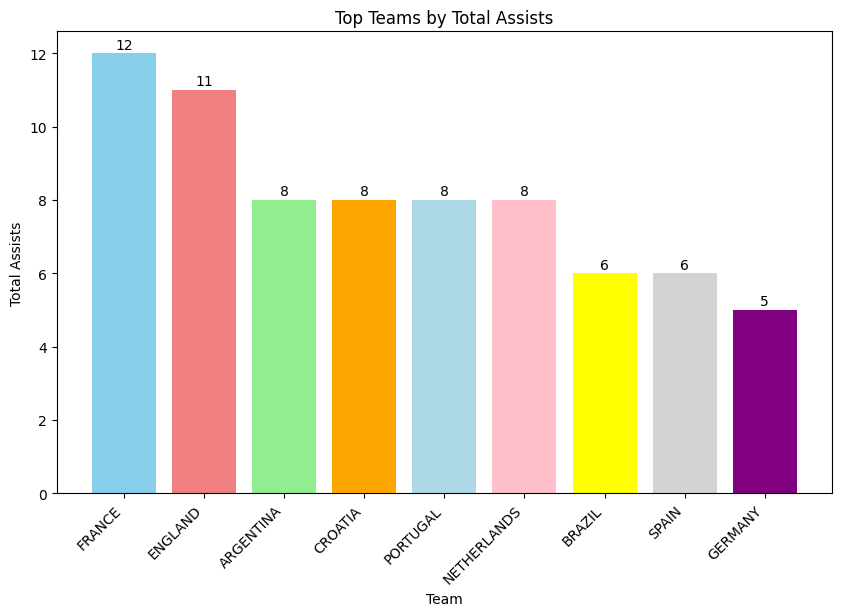 Top Teams by Total Assists
Total Assists
12
10
8
6
4
2
0
12
11
8
8
8
8
6
6
5
FRANCE
ENGLAND
ARGENTINA
CROATIA
PORTUGAL
NETHERLANDS
BRAZIL
SPAIN
GERMANY
Team